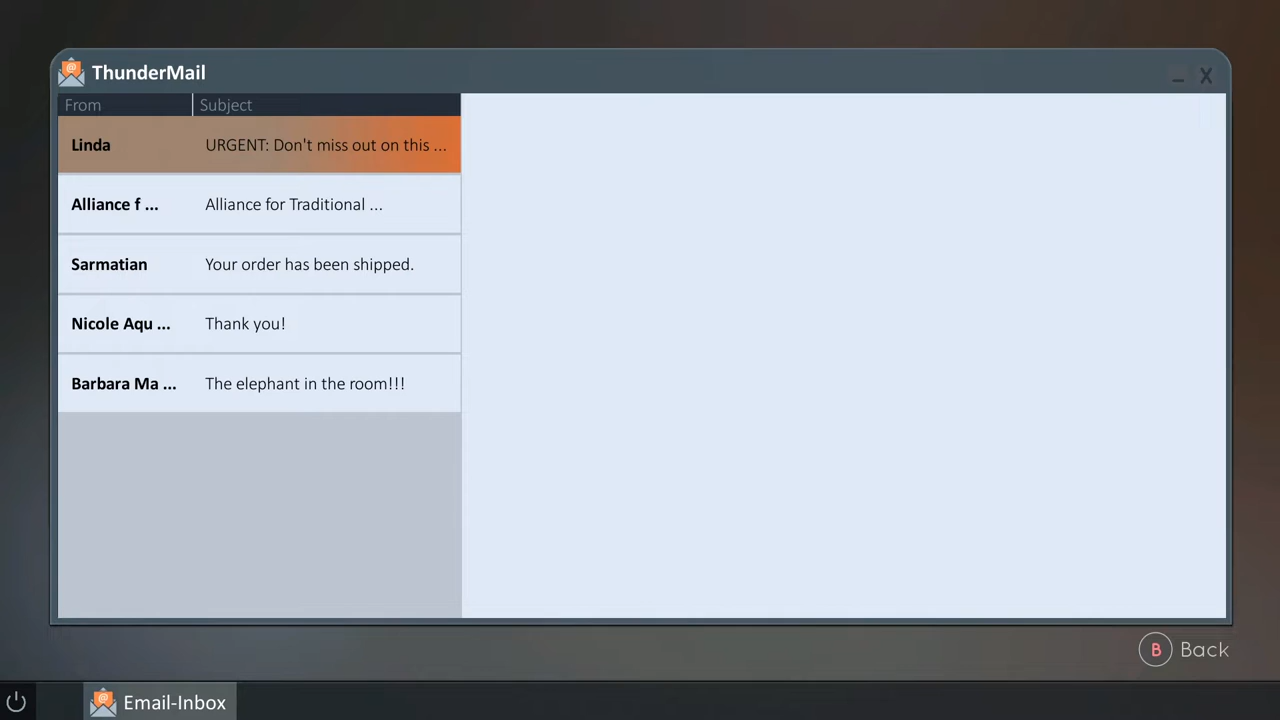 ThunderMail
From Subject
Linda URGENT: Don't miss out on this ...
Alliance f ... Alliance for Traditional ...
Sarmatian Your order has been shipped.
Nicole Aqu ... Thank you!
Barbara Ma ... The elephant in the room!!!
B Back
Email-Inbox